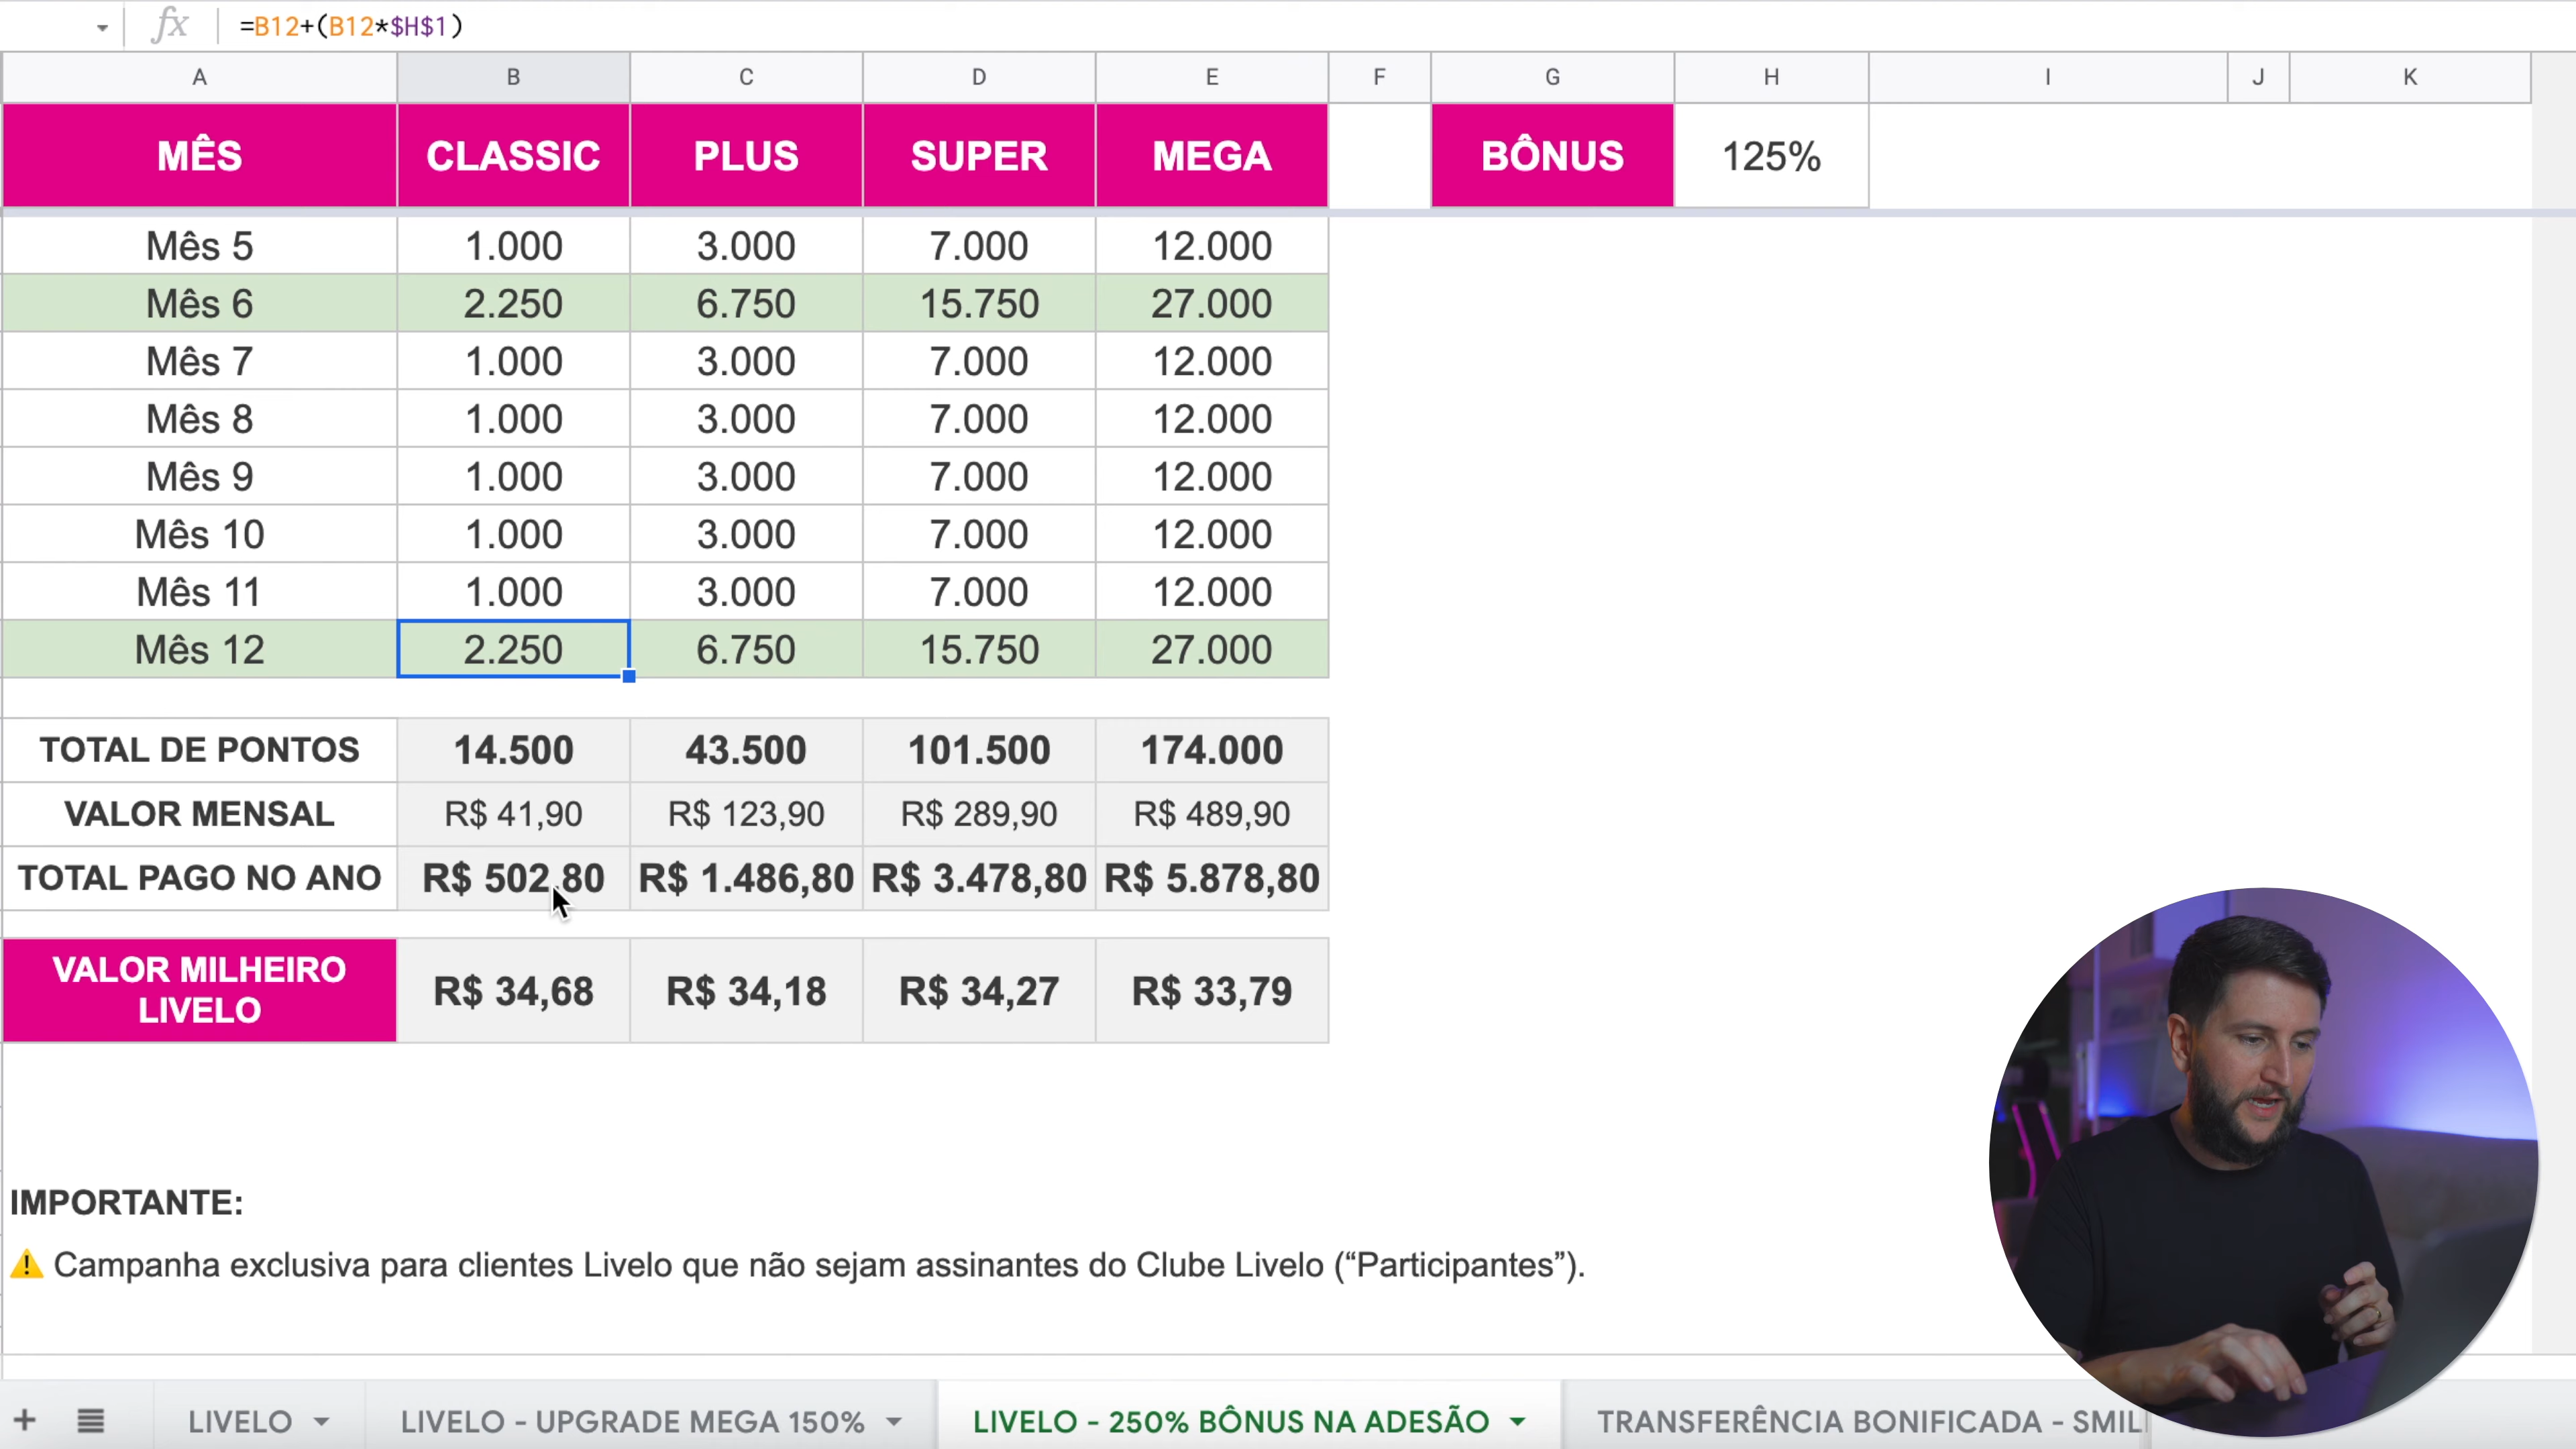 fx =B12+(B12*$H$1)
A B C D E F G H I J K
MÊS CLASSIC PLUS SUPER MEGA BÔNUS 125%
Mês 5 1.000 3.000 7.000 12.000
Mês 6 2.250 6.750 15.750 27.000
Mês 7 1.000 3.000 7.000 12.000
Mês 8 1.000 3.000 7.000 12.000
Mês 9 1.000 3.000 7.000 12.000
Mês 10 1.000 3.000 7.000 12.000
Mês 11 1.000 3.000 7.000 12.000
Mês 12 2.250 6.750 15.750 27.000
TOTAL DE PONTOS 14.500 43.500 101.500 174.000
VALOR MENSAL R$ 41,90 R$ 123,90 R$ 289,90 R$ 489,90
TOTAL PAGO NO ANO R$ 502,80 R$ 1.486,80 R$ 3.478,80 R$ 5.878,80
VALOR MILHEIRO
LIVELO R$ 34,68 R$ 34,18 R$ 34,27 R$ 33,79
IMPORTANTE:
⚠️ Campanha exclusiva para clientes Livelo que não sejam assinantes do Clube Livelo (“Participantes”).
+ LIVELO LIVELO - UPGRADE MEGA 150% LIVELO - 250% BÔNUS NA ADESÃO TRANSFERÊNCIA BONIFICADA - SMIL